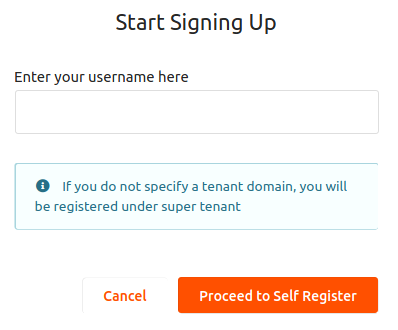 Start Signing Up
Enter your username here
If you do not specify a tenant domain, you will
be registered under super tenant
Cancel
Proceed to Self Register